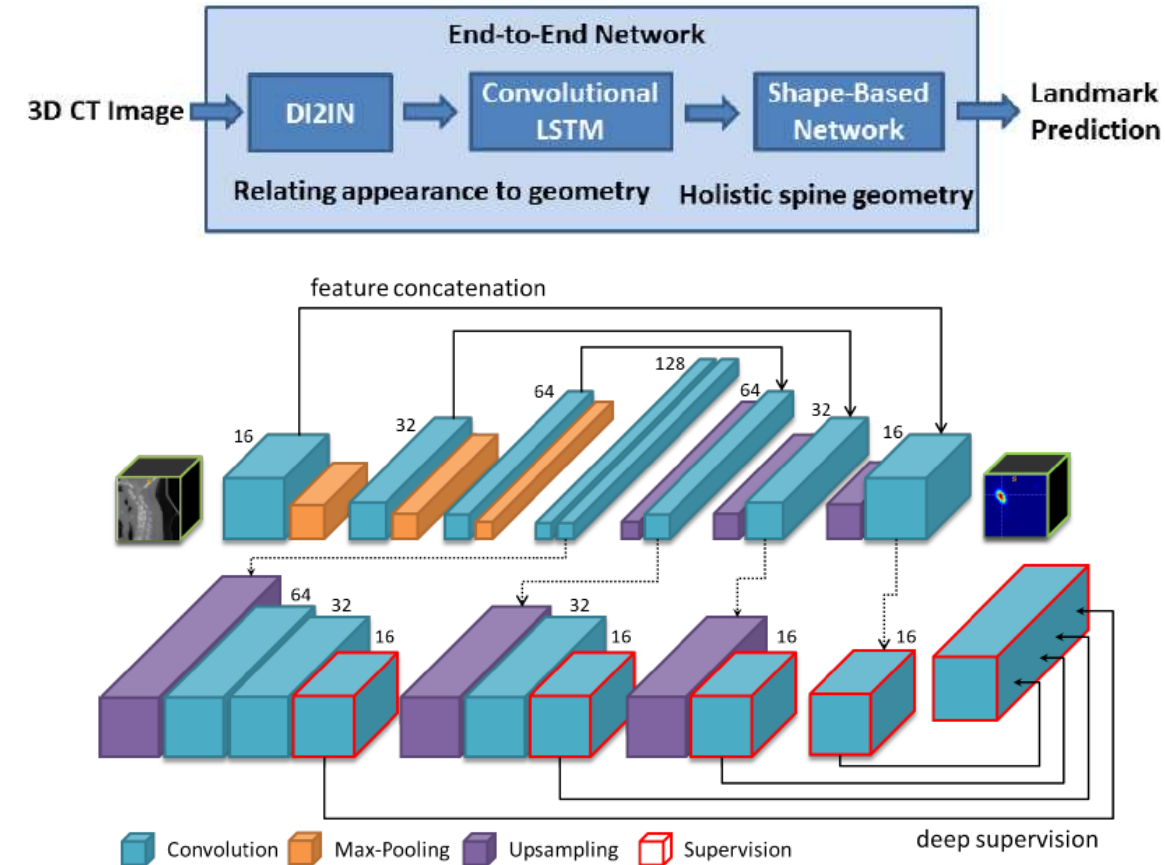 End-to-End Network
3D CT Image
DI2IN
Convolutional
LSTM
Shape-Based
Network
Landmark
Prediction
Relating appearance to geometry
Holistic spine geometry
feature concatenation
16
32
64
128
64
32
16
64
32
16
32
16
16
16
deep supervision
Convolution
Max-Pooling
Upsampling
Supervision